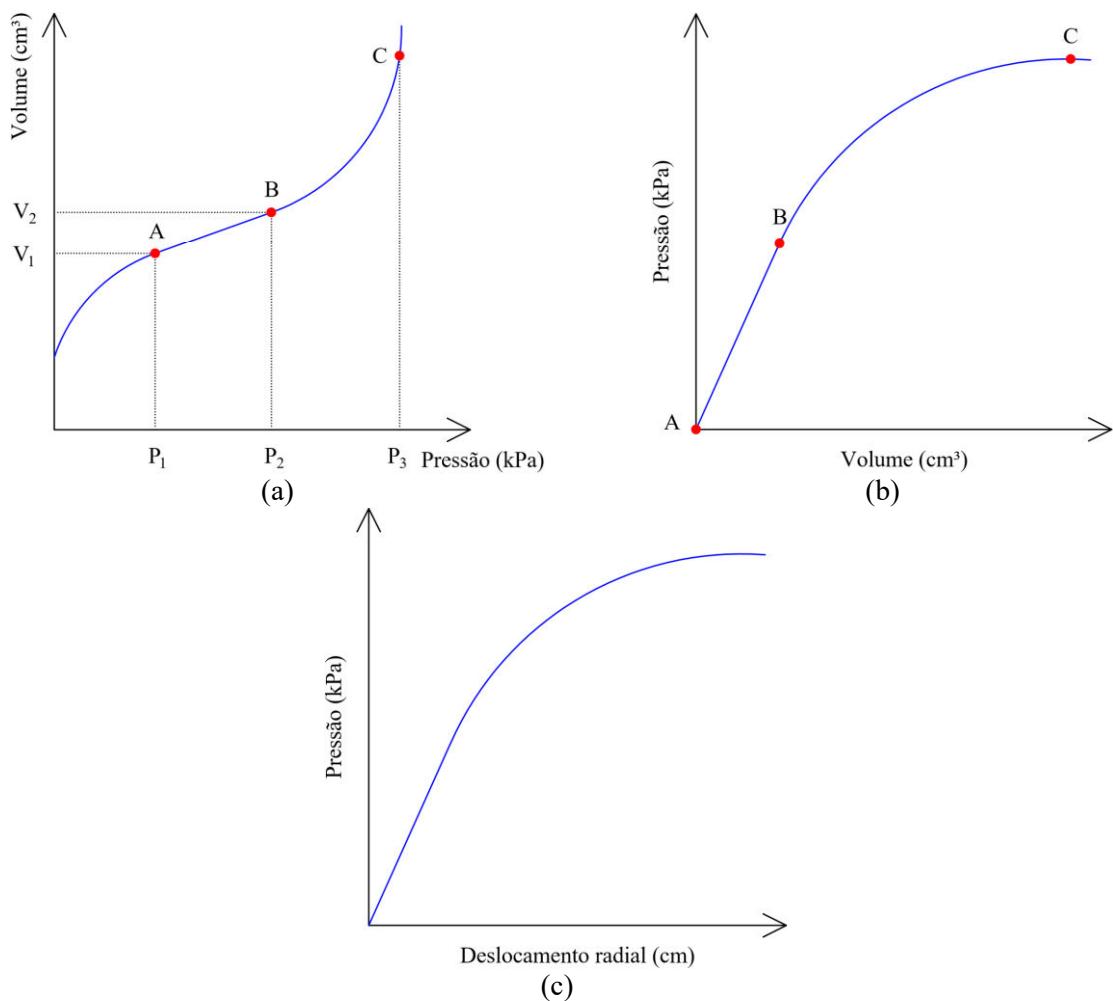 Volume (cm³)
C
B
V₂
A
V₁
P₁
P₂
P₃
Pressão (kPa)
(a)
C
Pressão (kPa)
B
A
Volume (cm³)
(b)
Pressão (kPa)
Deslocamento radial (cm)
(c)